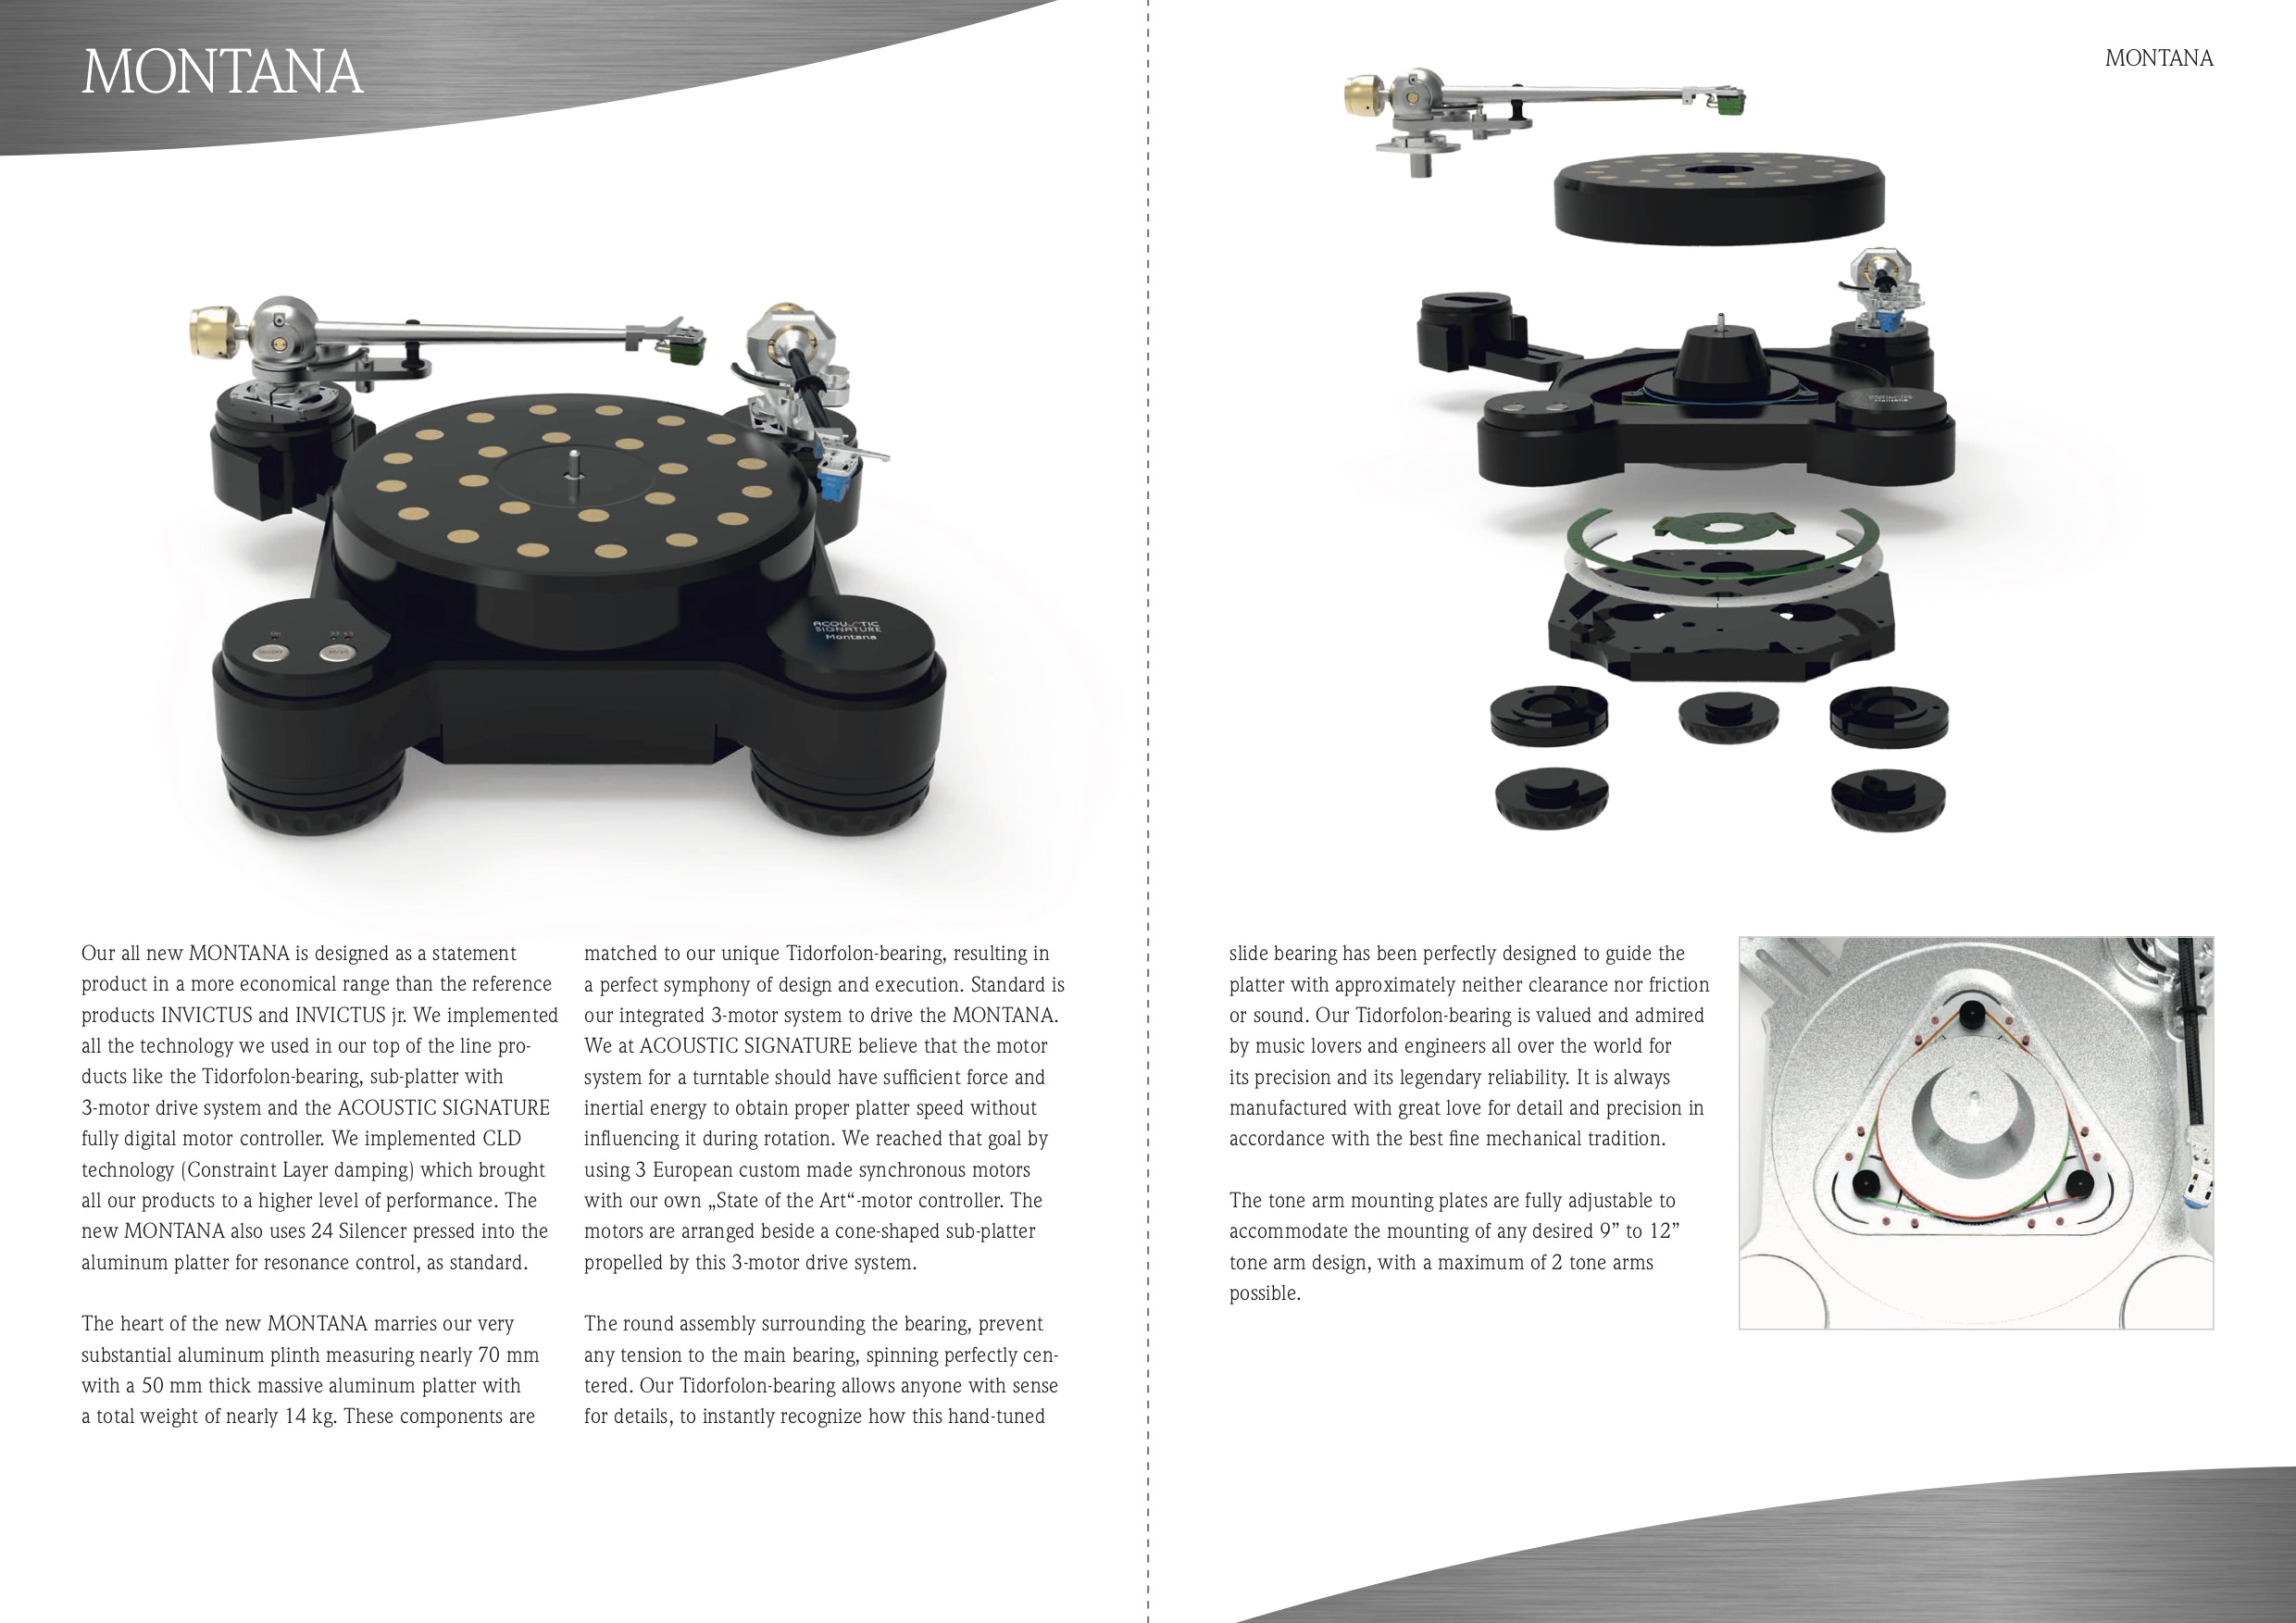 MONTANA
MONTANA
ACOUSTIC
SIGNATURE
Montana
Our all new MONTANA is designed as a statement
product in a more economical range than the reference
products INVICTUS and INVICTUS jr. We implemented
all the technology we used in our top of the line pro-
ducts like the Tidorfolon-bearing, sub-platter with
3-motor drive system and the ACOUSTIC SIGNATURE
fully digital motor controller. We implemented CLD
technology (Constraint Layer damping) which brought
all our products to a higher level of performance. The
new MONTANA also uses 24 Silencer pressed into the
aluminum platter for resonance control, as standard.
The heart of the new MONTANA marries our very
substantial aluminum plinth measuring nearly 70 mm
with a 50 mm thick massive aluminum platter with
a total weight of nearly 14 kg. These components are
matched to our unique Tidorfolon-bearing, resulting in
a perfect symphony of design and execution. Standard is
our integrated 3-motor system to drive the MONTANA.
We at ACOUSTIC SIGNATURE believe that the motor
system for a turntable should have sufficient force and
inertial energy to obtain proper platter speed without
influencing it during rotation. We reached that goal by
using 3 European custom made synchronous motors
with our own „State of the Art“-motor controller. The
motors are arranged beside a cone-shaped sub-platter
propelled by this 3-motor drive system.
The round assembly surrounding the bearing, prevent
any tension to the main bearing, spinning perfectly cen-
tered. Our Tidorfolon-bearing allows anyone with sense
for details, to instantly recognize how this hand-tuned
slide bearing has been perfectly designed to guide the
platter with approximately neither clearance nor friction
or sound. Our Tidorfolon-bearing is valued and admired
by music lovers and engineers all over the world for
its precision and its legendary reliability. It is always
manufactured with great love for detail and precision in
accordance with the best fine mechanical tradition.
The tone arm mounting plates are fully adjustable to
accommodate the mounting of any desired 9” to 12”
tone arm design, with a maximum of 2 tone arms
possible.